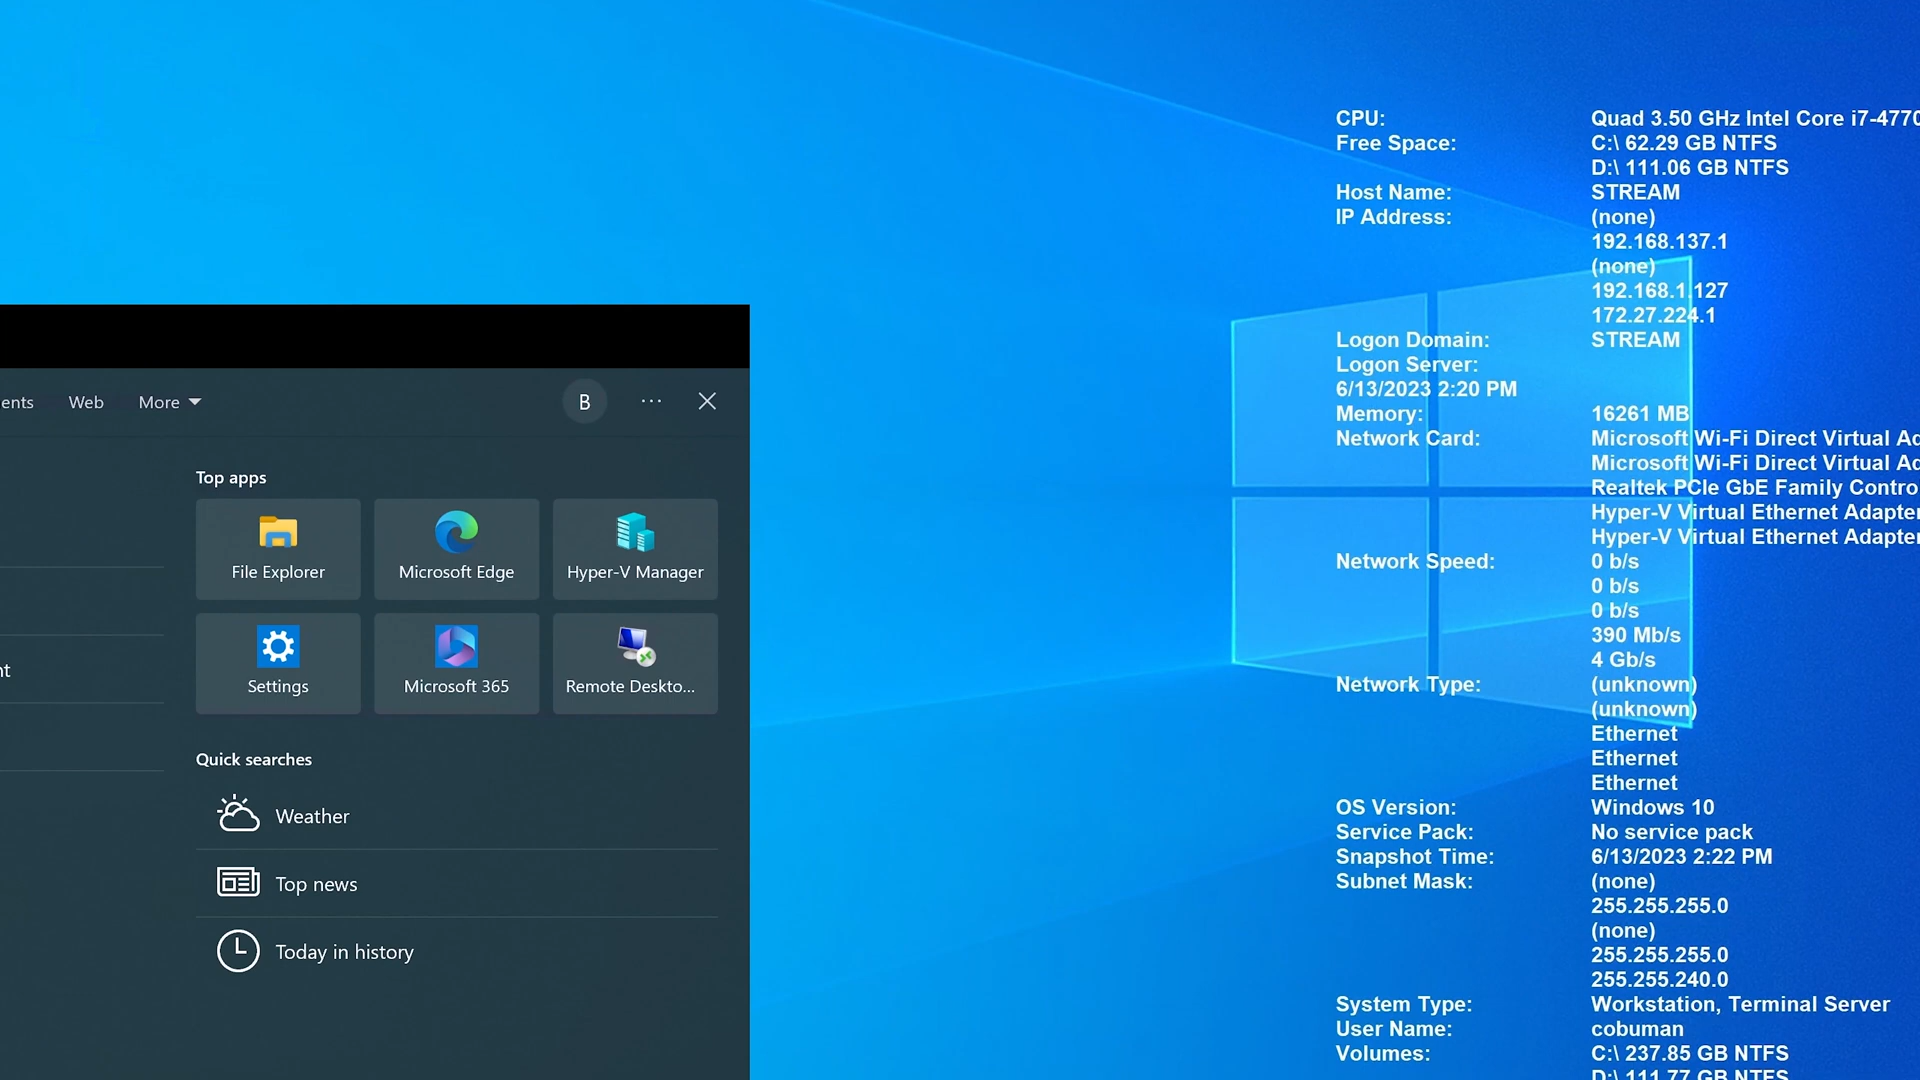 ents Web More B ...
Top apps
File Explorer Microsoft Edge Hyper-V Manager
Settings Microsoft 365 Remote Deskto...
Quick searches
Weather
Top news
Today in history
CPU: Quad 3.50 GHz Intel Core i7-4770
Free Space: C:\ 62.29 GB NTFS
D:\ 111.06 GB NTFS
Host Name: STREAM
IP Address: (none)
192.168.137.1
(none)
192.168.1.127
172.27.224.1
Logon Domain: STREAM
Logon Server:
6/13/2023 2:20 PM
Memory: 16261 MB
Network Card: Microsoft Wi-Fi Direct Virtual Ad
Microsoft Wi-Fi Direct Virtual Ad
Realtek PCIe GbE Family Contro
Hyper-V Virtual Ethernet Adapter
Hyper-V Virtual Ethernet Adapter
Network Speed: 0 b/s
0 b/s
0 b/s
390 Mb/s
4 Gb/s
Network Type: (unknown)
(unknown)
Ethernet
Ethernet
Ethernet
OS Version: Windows 10
Service Pack: No service pack
Snapshot Time: 6/13/2023 2:22 PM
Subnet Mask: (none)
255.255.255.0
(none)
255.255.255.0
255.255.240.0
System Type: Workstation, Terminal Server
User Name: cobuman
Volumes: C:\ 237.85 GB NTFS
D:\ 111.77 GB NTFS